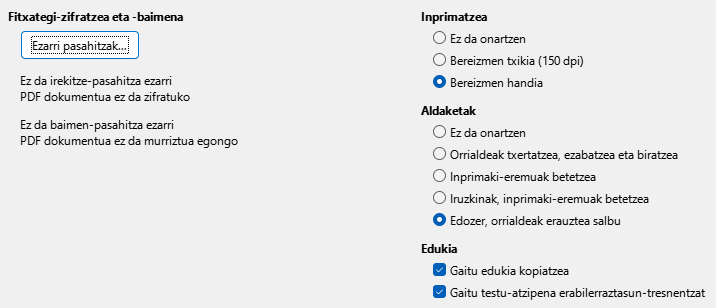 Fitxategi-zifratzea eta -baimena
Ezarri pasahitzak...
Ez da irekitze-pasahitza ezarri
PDF dokumentua ez da zifratuko
Ez da baimen-pasahitza ezarri
PDF dokumentua ez da murriztua egongo
Inprimatzea
Ez da onartzen
Bereizmen txikia (150 dpi)
Bereizmen handia
Aldaketak
Ez da onartzen
Orrialdeak txertatzea, ezabatzea eta biratzea
Inprimaki-eremuak betetzea
Iruzkinak, inprimaki-eremuak betetzea
Edozer, orrialdeak erauztea salbu
Edukia
Gaitu edukia kopiatzea
Gaitu testu-atzipena erabilerraztasun-tresnentzat